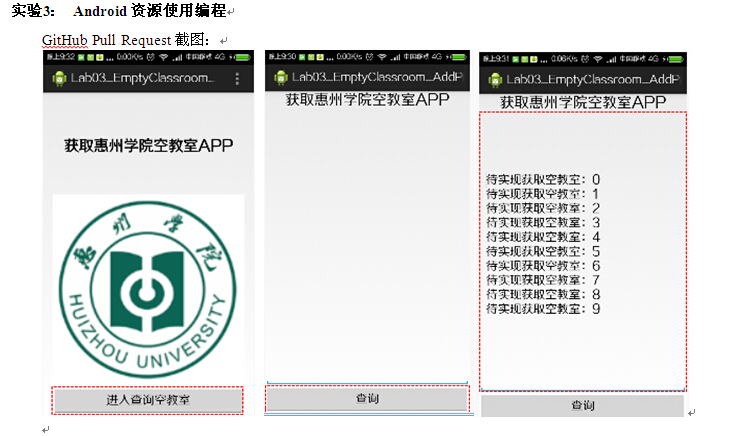 实验3： Android 资源使用编程
GitHub Pull Request 截图：
晚上9:32 ... 0.00K/s 中国移动 4G
Lab03_EmptyClassroom_
获取惠州学院空教室APP
惠州学院
HUIZHOU UNIVERSITY
进入查询空教室
晚上9:30 ... 0.00K/s 中国移动 4G
Lab03_EmptyClassroom_AddP
获取惠州学院空教室APP
查询
晚上9:31 ... 0.06K/s 中国移动 4G
Lab03_EmptyClassroom_AddP
获取惠州学院空教室APP
待实现获取空教室：0
待实现获取空教室：1
待实现获取空教室：2
待实现获取空教室：3
待实现获取空教室：4
待实现获取空教室：5
待实现获取空教室：6
待实现获取空教室：7
待实现获取空教室：8
待实现获取空教室：9
查询